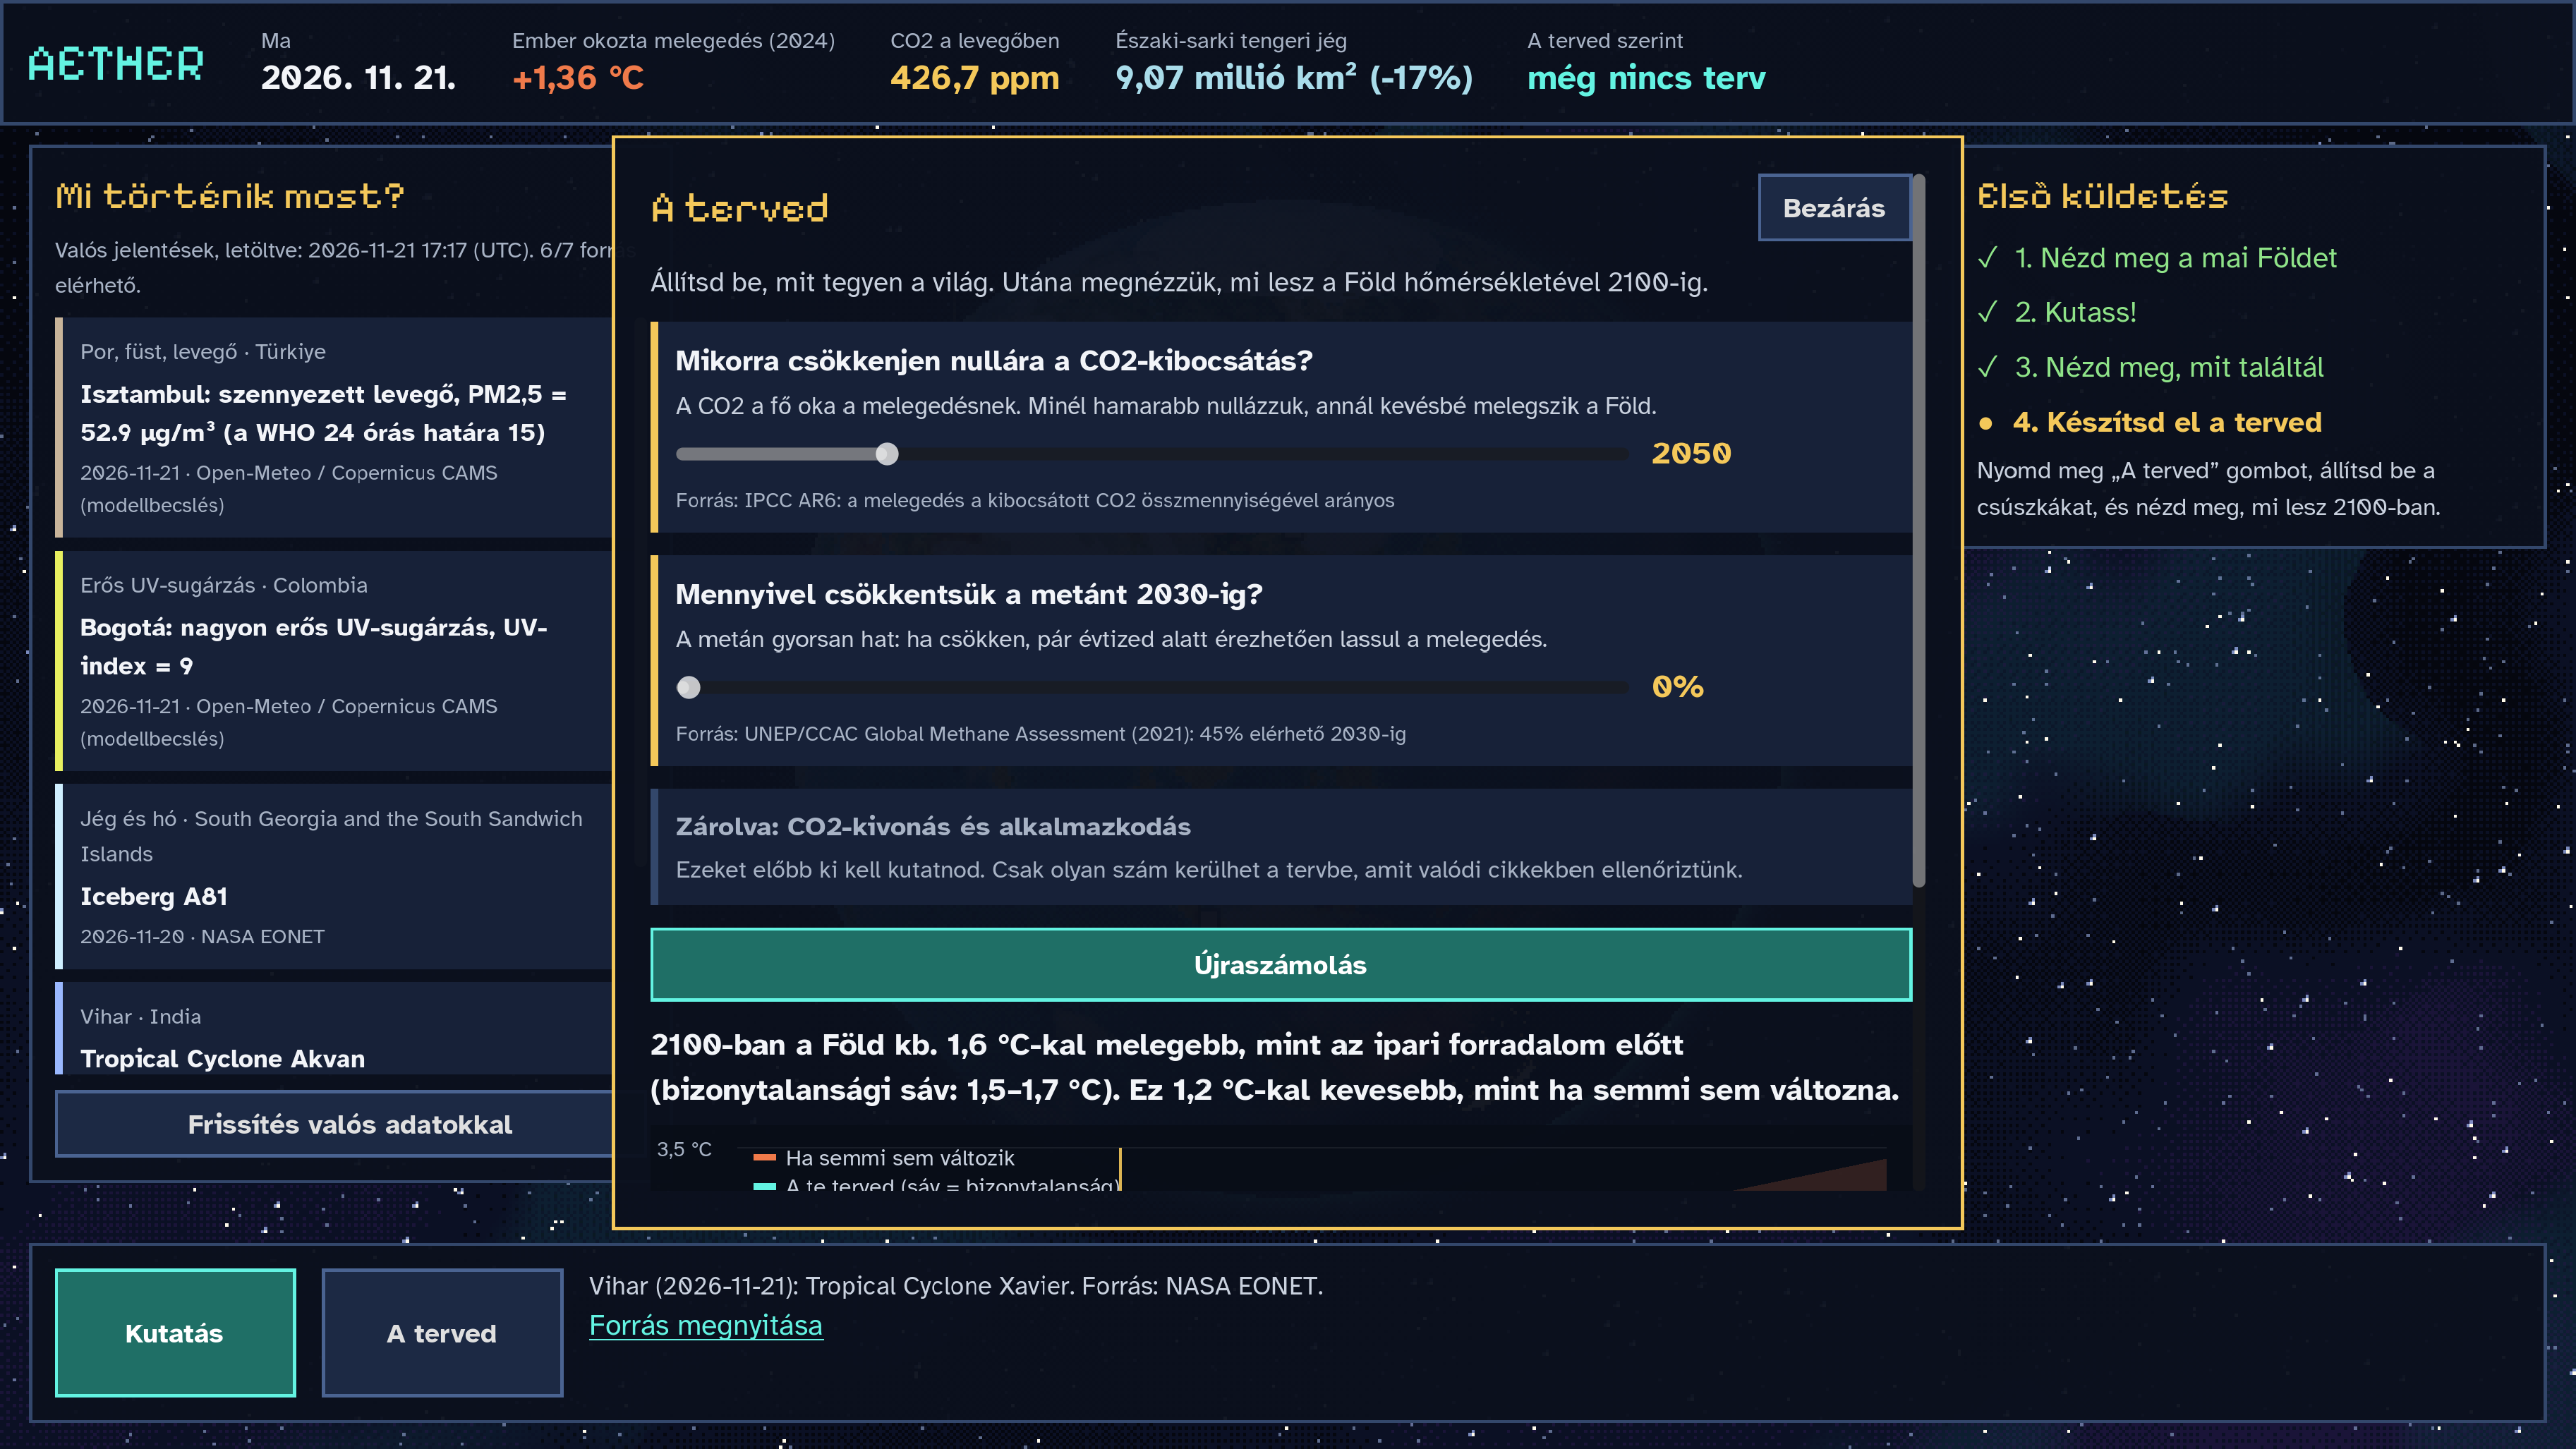 AETHER
Ma
2026. 11. 21.
Ember okozta melegedés (2024)
+1,36 °C
CO2 a levegőben
426,7 ppm
Északi-sarki tengeri jég
9,07 millió km² (-17%)
A terved szerint
még nincs terv
Mi történik most?
Valós jelentések, letöltve: 2026-11-21 17:17 (UTC). 6/7 forrás
elérhető.
Por, füst, levegő · Türkiye
Isztambul: szennyezett levegő, PM2,5 =
52.9 µg/m³ (a WHO 24 órás határa 15)
2026-11-21 · Open-Meteo / Copernicus CAMS
(modellbecslés)
Erős UV-sugárzás · Colombia
Bogotá: nagyon erős UV-sugárzás, UV-
index = 9
2026-11-21 · Open-Meteo / Copernicus CAMS
(modellbecslés)
Jég és hó · South Georgia and the South Sandwich
Islands
Iceberg A81
2026-11-20 · NASA EONET
Vihar · India
Tropical Cyclone Akvan
Frissítés valós adatokkal
A terved
Bezárás
Állítsd be, mit tegyen a világ. Utána megnézzük, mi lesz a Föld hőmérsékletével 2100-ig.
Mikorra csökkenjen nullára a CO2-kibocsátás?
A CO2 a fő oka a melegedésnek. Minél hamarabb nullázzuk, annál kevésbé melegszik a Föld.
2050
Forrás: IPCC AR6: a melegedés a kibocsátott CO2 összmennyiségével arányos
Mennyivel csökkentsük a metánt 2030-ig?
A metán gyorsan hat: ha csökken, pár évtized alatt érezhetően lassul a melegedés.
0%
Forrás: UNEP/CCAC Global Methane Assessment (2021): 45% elérhető 2030-ig
Zárolva: CO2-kivonás és alkalmazkodás
Ezeket előbb ki kell kutatnod. Csak olyan szám kerülhet a tervbe, amit valódi cikkekben ellenőriztünk.
Újraszámolás
2100-ban a Föld kb. 1,6 °C-kal melegebb, mint az ipari forradalom előtt
(bizonytalansági sáv: 1,5–1,7 °C). Ez 1,2 °C-kal kevesebb, mint ha semmi sem változna.
3,5 °C
Ha semmi sem változik
A te terved (sáv = bizonytalanság)
Első küldetés
✓ 1. Nézd meg a mai Földet
✓ 2. Kutass!
✓ 3. Nézd meg, mit találtál
● 4. Készítsd el a terved
Nyomd meg „A terved” gombot, állítsd be a
csúszkákat, és nézd meg, mi lesz 2100-ban.
Kutatás
A terved
Vihar (2026-11-21): Tropical Cyclone Xavier. Forrás: NASA EONET.
Forrás megnyitása